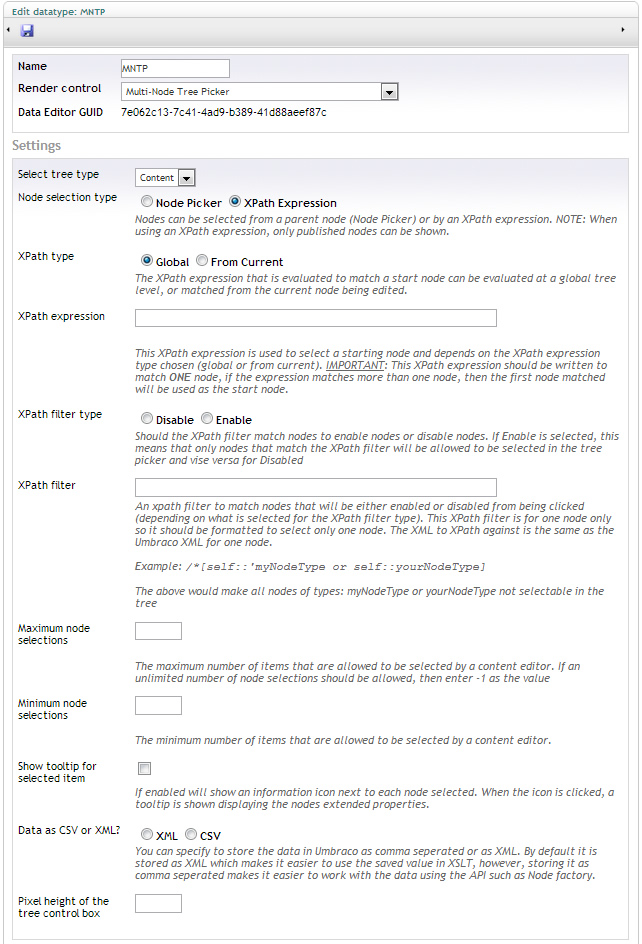 Edit datatype: MNTP
Name
MNTP
Render control
Multi-Node Tree Picker
Data Editor GUID
7e062c13-7c41-4ad9-b389-41d88aeef87c
Settings
Select tree type
Content
Node selection type
Node Picker
XPath Expression
Nodes can be selected from a parent node (Node Picker) or by an XPath expression. NOTE: When
using an XPath expression, only published nodes can be shown.
XPath type
Global
From Current
The XPath expression that is evaluated to match a start node can be evaluated at a global tree
level, or matched from the current node being edited.
XPath expression
This XPath expression is used to select a starting node and depends on the XPath expression
type chosen (global or from current). IMPORTANT: This XPath expression should be written to
match ONE node, if the expression matches more than one node, then the first node matched
will be used as the start node.
XPath filter type
Disable
Enable
Should the XPath filter match nodes to enable nodes or disable nodes. If Enable is selected, this
means that only nodes that match the XPath filter will be allowed to be selected in the tree
picker and vise versa for Disabled
XPath filter
An xpath filter to match nodes that will be either enabled or disabled from being clicked
(depending on what is selected for the XPath filter type). This XPath filter is for one node only
so it should be formatted to select only one node. The XML to XPath against is the same as the
Umbraco XML for one node.
Example: /*[self::'myNodeType or self::yourNodeType]
The above would make all nodes of types: myNodeType or yourNodeType not selectable in the
tree
Maximum node
selections
The maximum number of items that are allowed to be selected by a content editor. If an
unlimited number of node selections should be allowed, then enter -1 as the value
Minimum node
selections
The minimum number of items that are allowed to be selected by a content editor.
Show tooltip for
selected item
If enabled will show an information icon next to each node selected. When the icon is clicked, a
tooltip is shown displaying the nodes extended properties.
Data as CSV or XML?
XML
CSV
You can specify to store the data in Umbraco as comma seperated or as XML. By default it is
stored as XML which makes it easier to use the saved value in XSLT, however, storing it as
comma seperated makes it easier to work with the data using the API such as Node factory.
Pixel height of the
tree control box